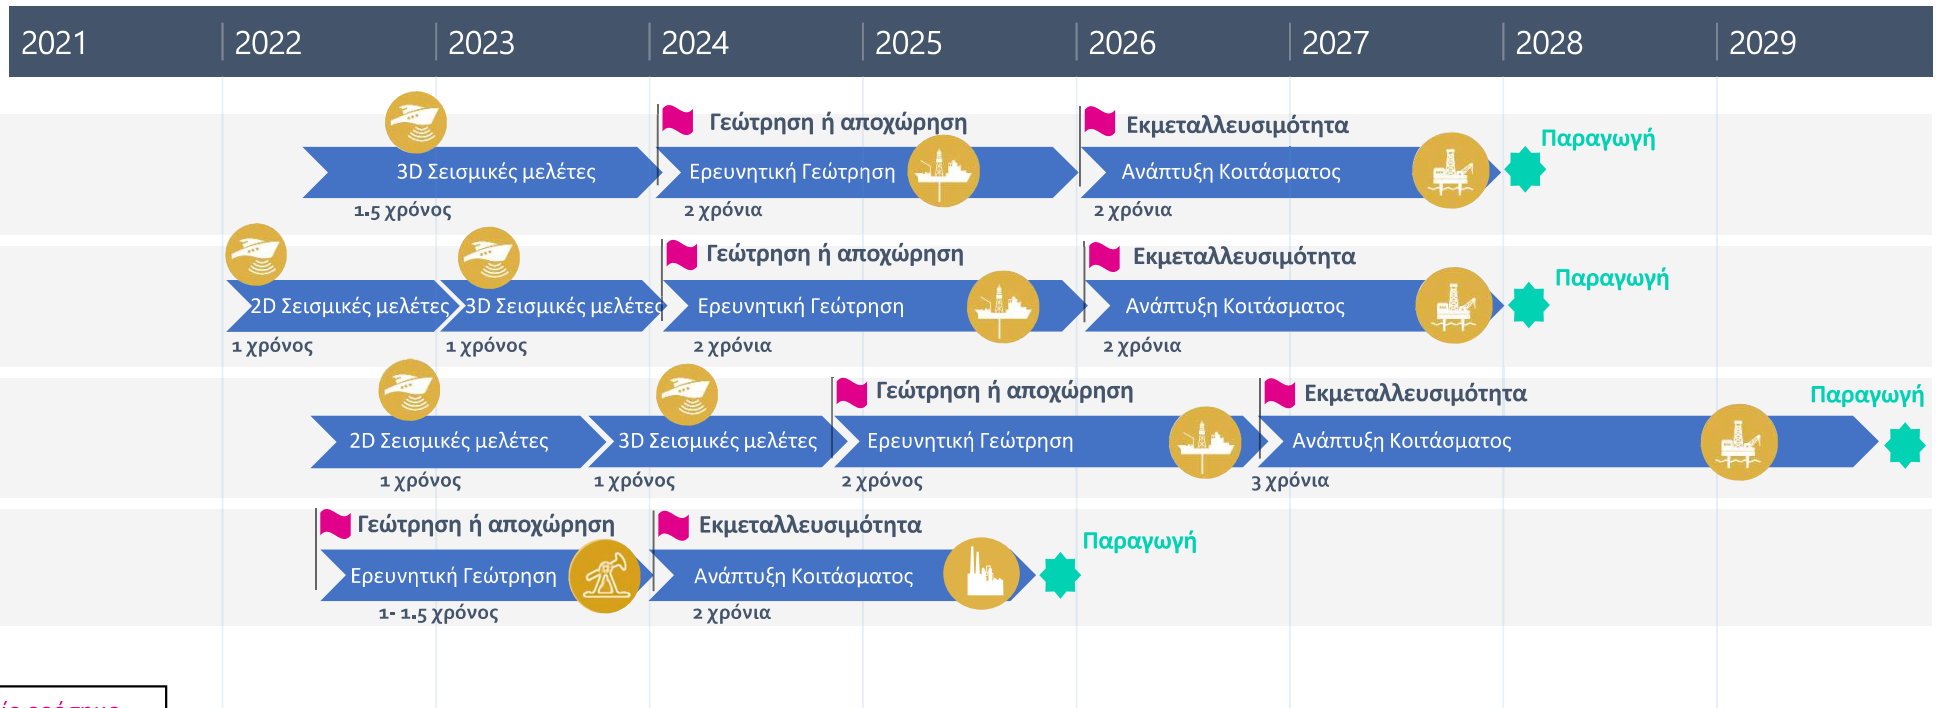 2021 2022 2023 2024 2025 2026 2027 2028 2029
Γεώτρηση ή αποχώρηση Εκμεταλλευσιμότητα Παραγωγή
3D Σεισμικές μελέτες Ερευνητική Γεώτρηση Ανάπτυξη Κοιτάσματος
1.5 χρόνος 2 χρόνια 2 χρόνια
Γεώτρηση ή αποχώρηση Εκμεταλλευσιμότητα Παραγωγή
2D Σεισμικές μελέτες 3D Σεισμικές μελέτες Ερευνητική Γεώτρηση Ανάπτυξη Κοιτάσματος
1 χρόνος 1 χρόνος 2 χρόνια 2 χρόνια
Γεώτρηση ή αποχώρηση Εκμεταλλευσιμότητα Παραγωγή
2D Σεισμικές μελέτες 3D Σεισμικές μελέτες Ερευνητική Γεώτρηση Ανάπτυξη Κοιτάσματος
1 χρόνος 1 χρόνος 2 χρόνος 3 χρόνια
Γεώτρηση ή αποχώρηση Εκμεταλλευσιμότητα Παραγωγή
Ερευνητική Γεώτρηση Ανάπτυξη Κοιτάσματος
1- 1.5 χρόνος 2 χρόνια